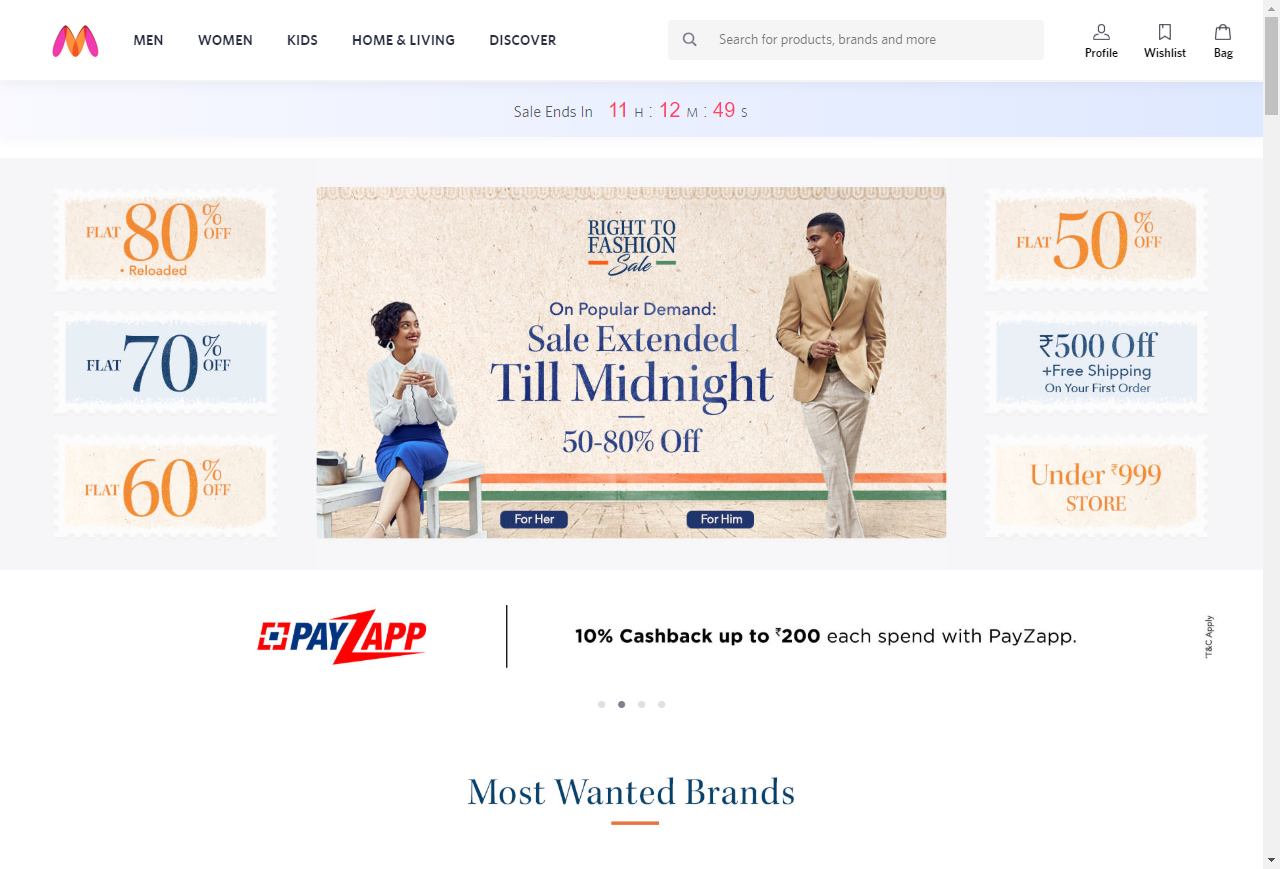 MEN WOMEN KIDS HOME & LIVING DISCOVER
Search for products, brands and more
Profile Wishlist Bag
Sale Ends In 11 H : 12 M : 49 S
FLAT 80% OFF
• Reloaded
FLAT 70% OFF
FLAT 60% OFF
RIGHT TO
FASHION
Sale
On Popular Demand:
Sale Extended
Till Midnight
50-80% Off
For Her For Him
FLAT 50% OFF
₹500 Off
+Free Shipping
On Your First Order
Under ₹999
STORE
PAYZAPP
10% Cashback up to ₹200 each spend with PayZapp.
*T&C Apply
Most Wanted Brands